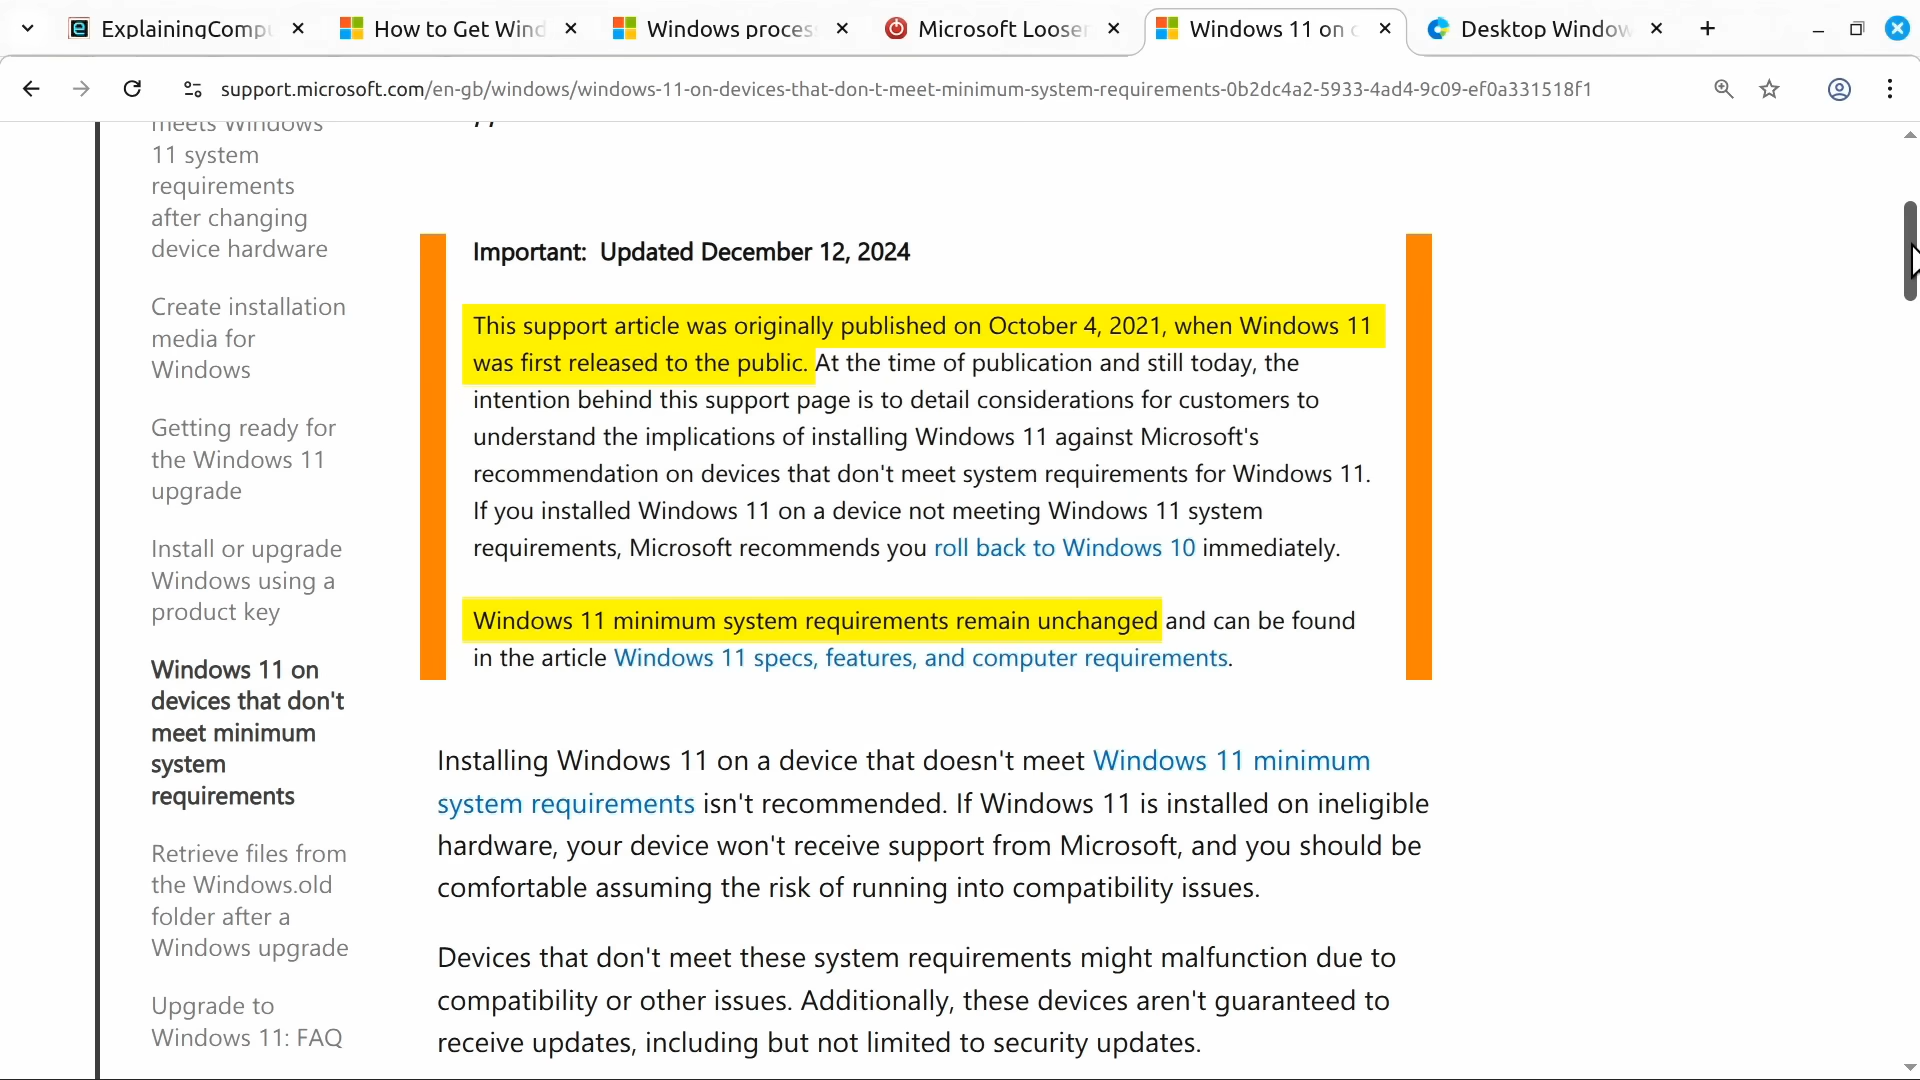 ExplainingComp
How to Get Wind
Windows proces
Microsoft Loose
Windows 11 on
Desktop Window
support.microsoft.com/en-gb/windows/windows-11-on-devices-that-don-t-meet-minimum-system-requirements-0b2dc4a2-5933-4ad4-9c09-ef0a331518f1
meets Windows
11 system
requirements
after changing
device hardware
Create installation
media for
Windows
Getting ready for
the Windows 11
upgrade
Install or upgrade
Windows using a
product key
Windows 11 on
devices that don't
meet minimum
system
requirements
Retrieve files from
the Windows.old
folder after a
Windows upgrade
Upgrade to
Windows 11: FAQ
Important: Updated December 12, 2024
This support article was originally published on October 4, 2021, when Windows 11
was first released to the public. At the time of publication and still today, the
intention behind this support page is to detail considerations for customers to
understand the implications of installing Windows 11 against Microsoft's
recommendation on devices that don't meet system requirements for Windows 11.
If you installed Windows 11 on a device not meeting Windows 11 system
requirements, Microsoft recommends you roll back to Windows 10 immediately.
Windows 11 minimum system requirements remain unchanged and can be found
in the article Windows 11 specs, features, and computer requirements.
Installing Windows 11 on a device that doesn't meet Windows 11 minimum
system requirements isn't recommended. If Windows 11 is installed on ineligible
hardware, your device won't receive support from Microsoft, and you should be
comfortable assuming the risk of running into compatibility issues.
Devices that don't meet these system requirements might malfunction due to
compatibility or other issues. Additionally, these devices aren't guaranteed to
receive updates, including but not limited to security updates.